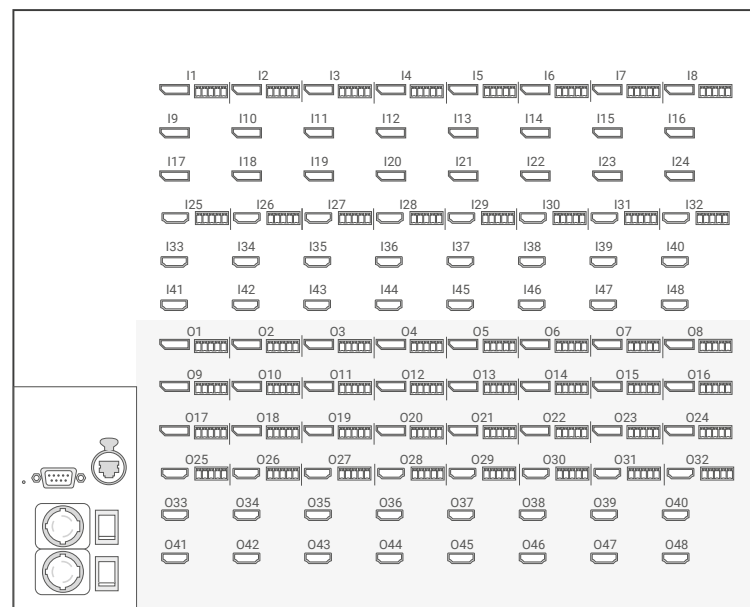 I1 I2 I3 I4 I5 I6 I7 I8
I9 I10 I11 I12 I13 I14 I15 I16
I17 I18 I19 I20 I21 I22 I23 I24
I25 I26 I27 I28 I29 I30 I31 I32
I33 I34 I35 I36 I37 I38 I39 I40
I41 I42 I43 I44 I45 I46 I47 I48
O1 O2 O3 O4 O5 O6 O7 O8
O9 O10 O11 O12 O13 O14 O15 O16
O17 O18 O19 O20 O21 O22 O23 O24
O25 O26 O27 O28 O29 O30 O31 O32
O33 O34 O35 O36 O37 O38 O39 O40
O41 O42 O43 O44 O45 O46 O47 O48